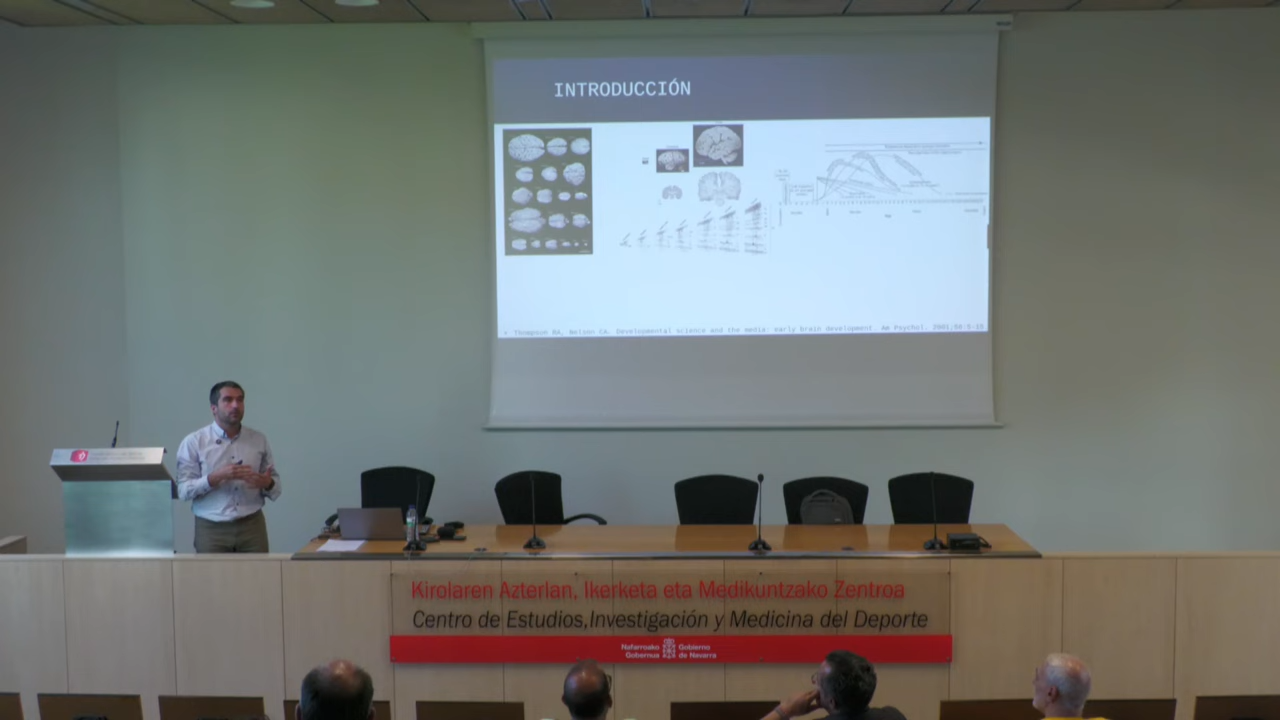 INTRODUCCIÓN
Thompson RA, Nelson CA. Developmental science and the media: early brain development. Am Psychol. 2001;56:5-15
Kirolaren Azterlan, Ikerketa eta Medikuntzako Zentroa
Centro de Estudios, Investigación y Medicina del Deporte
Nafarroako Gobierno
Gobernua de Navarra